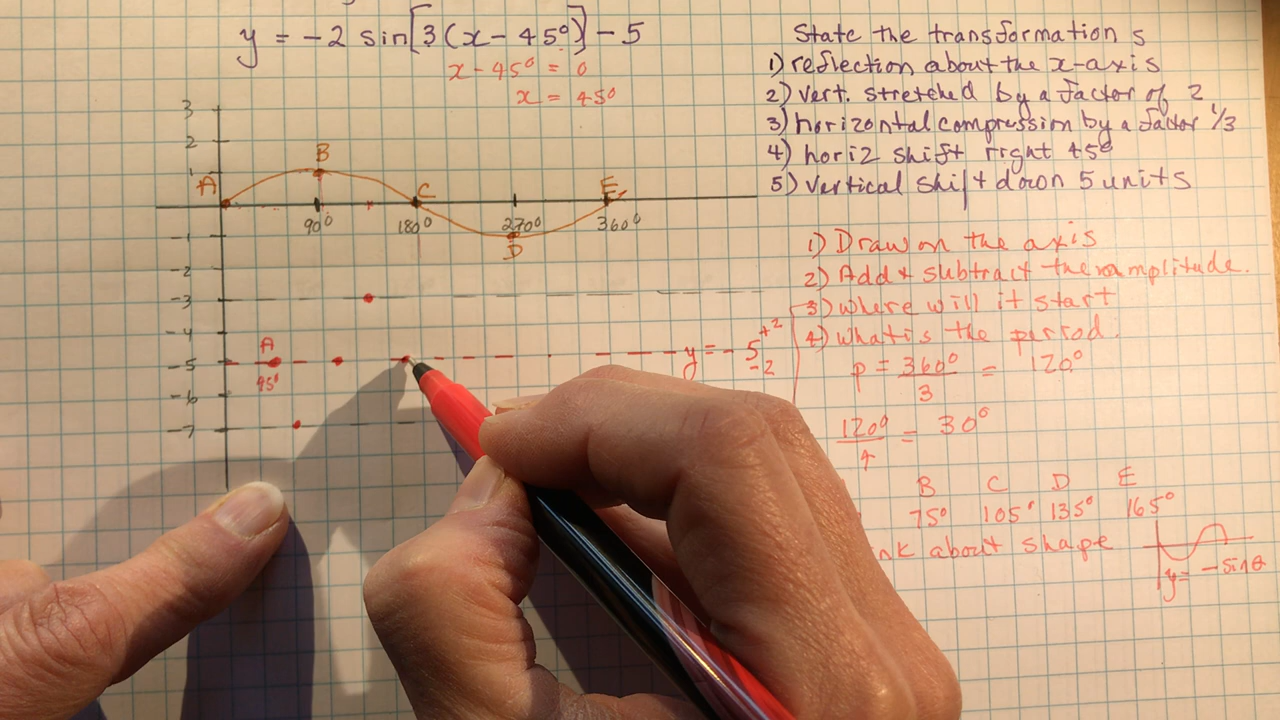 y = -2 sin[3(x - 45°)] - 5
x - 45° = 0
x = 45°
State the transformations
1) reflection about the x-axis
2) vert. stretched by a factor of 2
3) horizontal compression by a factor 1/3
4) horiz shift right 45°
5) vertical shift down 5 units
3
2
1
A B C D E
90° 180° 270° 360°
-1
-2
-3
-4
-5
-6
-7
A
45°
y = -5 +2 -2
1) Draw on the axis
2) Add & subtract the amplitude.
3) Where will it start
4) What is the period.
p = 360°/3 = 120°
120°/4 = 30°
B C D E
75° 105° 135° 165°
about shape
y = -sinθ